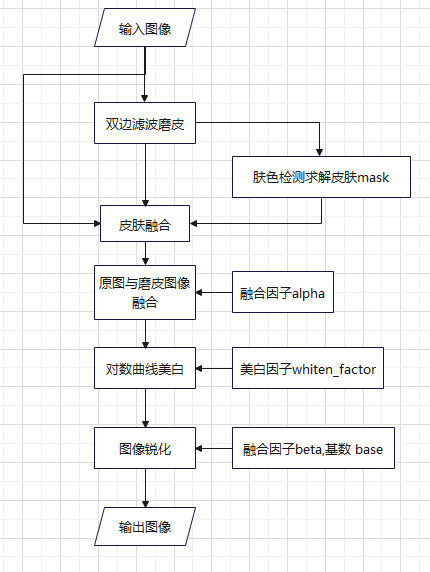 输入图像
双边滤波磨皮
肤色检测求解皮肤mask
皮肤融合
原图与磨皮图像
融合
融合因子alpha
对数曲线美白
美白因子whiten_factor
图像锐化
融合因子beta,基数 base
输出图像